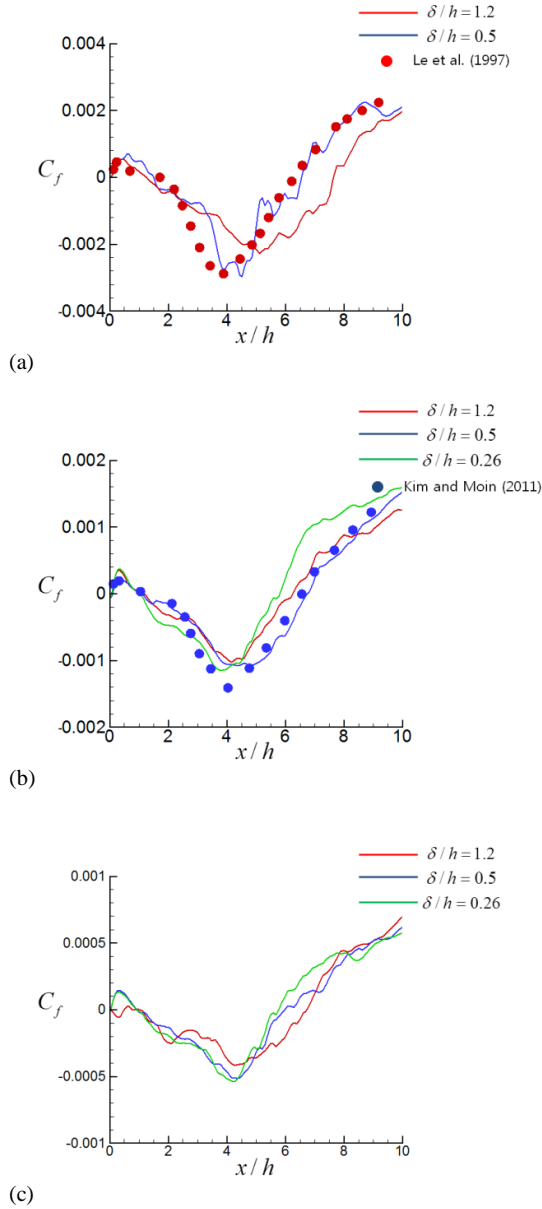 δ/h=1.2
δ/h=0.5
Le et al. (1997)
0.004
0.002
C_f
0
-0.002
-0.004
0 2 4 6 8 10
x/h
(a)
δ/h=1.2
δ/h=0.5
δ/h=0.26
Kim and Moin (2011)
0.002
0.001
C_f
0
-0.001
-0.002
0 2 4 6 8 10
x/h
(b)
δ/h=1.2
δ/h=0.5
δ/h=0.26
0.001
0.0005
C_f
0
-0.0005
-0.001
0 2 4 6 8 10
x/h
(c)